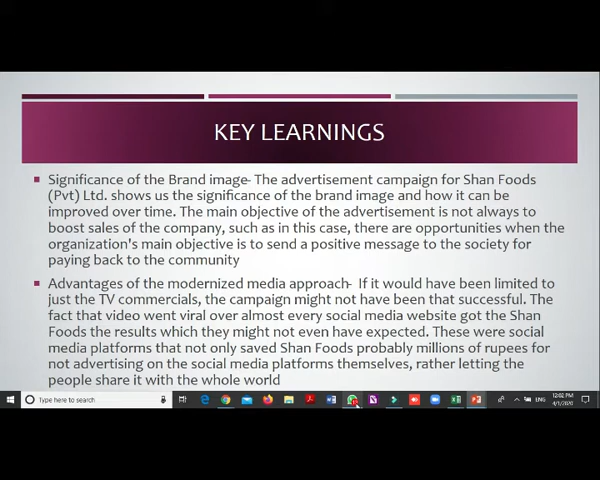 KEY LEARNINGS
Significance of the Brand image- The advertisement campaign for Shan Foods
(Pvt) Ltd. shows us the significance of the brand image and how it can be
improved over time. The main objective of the advertisement is not always to
boost sales of the company, such as in this case, there are opportunities when the
organization's main objective is to send a positive message to the society for
paying back to the community
Advantages of the modernized media approach- If it would have been limited to
just the TV commercials, the campaign might not have been that successful. The
fact that video went viral over almost every social media website got the Shan
Foods the results which they might not even have expected. These were social
media platforms that not only saved Shan Foods probably millions of rupees for
not advertising on the social media platforms themselves, rather letting the
people share it with the whole world
Type here to search
ENG
12:02 PM
4/1/2020